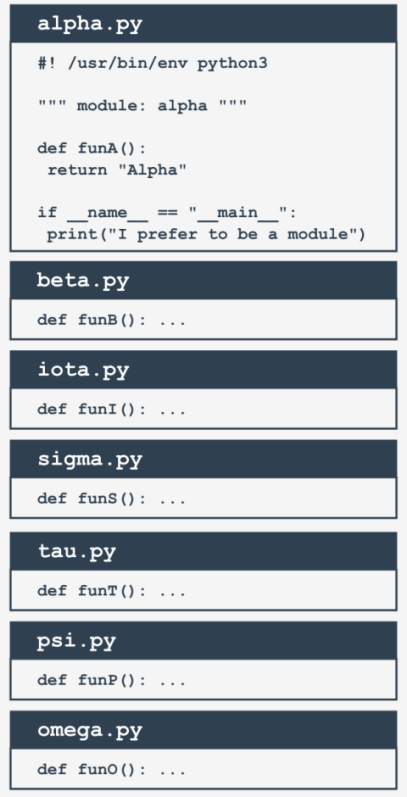 alpha.py
#! /usr/bin/env python3
""" module: alpha """
def funA():
return "Alpha"
if __name__ == "__main__":
print("I prefer to be a module")
beta.py
def funB(): ...
iota.py
def funI(): ...
sigma.py
def funS(): ...
tau.py
def funT(): ...
psi.py
def funP(): ...
omega.py
def funO(): ...